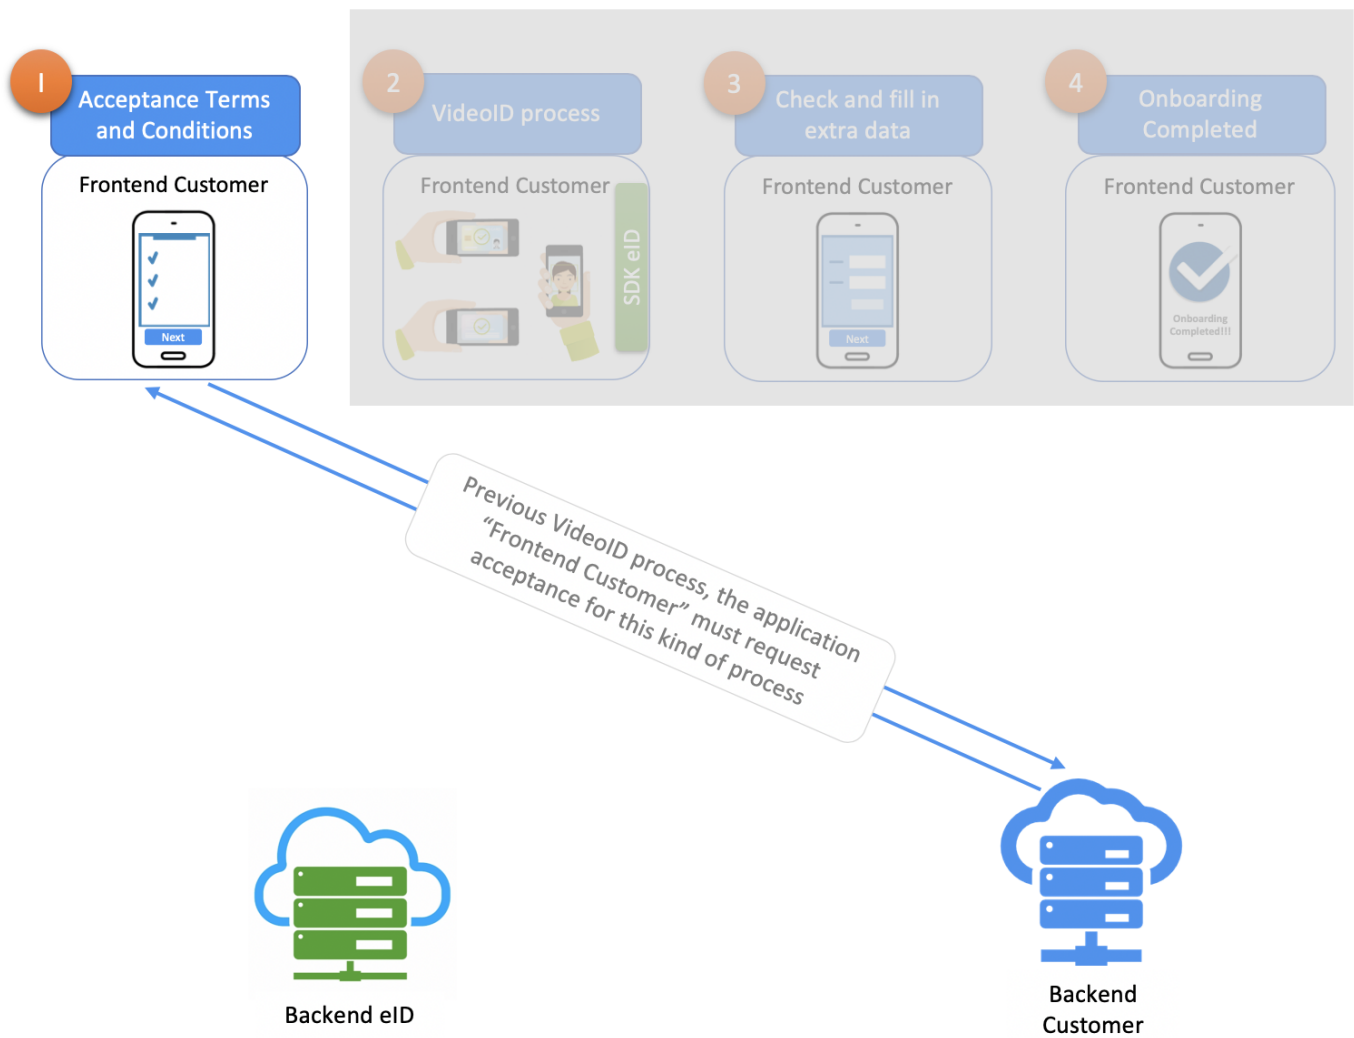 1
Acceptance Terms
and Conditions
Frontend Customer
Next
2
VideoID process
Frontend Customer
SDK eID
3
Check and fill in
extra data
Frontend Customer
Next
4
Onboarding
Completed
Frontend Customer
Onboarding
Completed!!!
Previous VideoID process, the application
“Frontend Customer” must request
acceptance for this kind of process
Backend eID
Backend
Customer